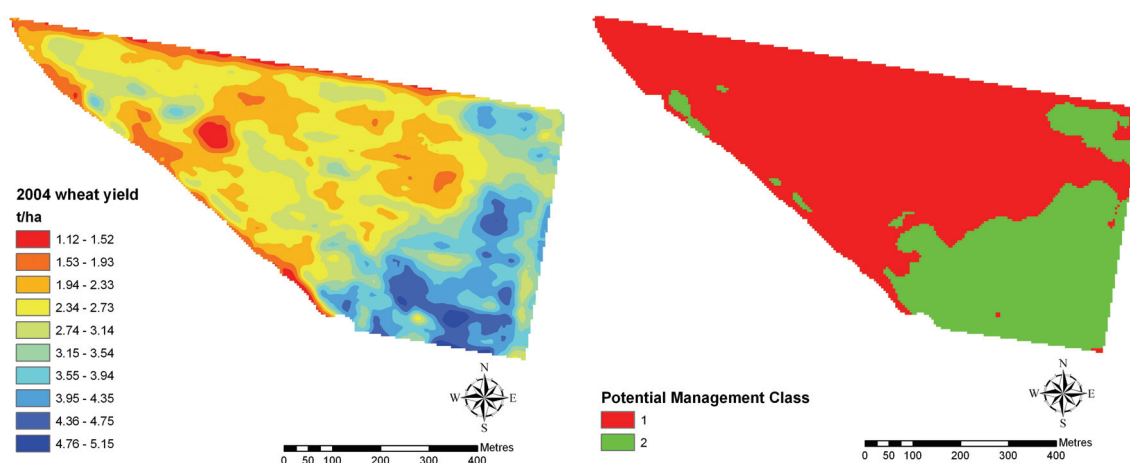 2004 wheat yield
t/ha
1.12 - 1.52
1.53 - 1.93
1.94 - 2.33
2.34 - 2.73
2.74 - 3.14
3.15 - 3.54
3.55 - 3.94
3.95 - 4.35
4.36 - 4.75
4.76 - 5.15
N
W E
S
Metres
0 100 200 300 400
Potential Management Class
1
2
N
W E
S
Metres
0 100 200 300 400